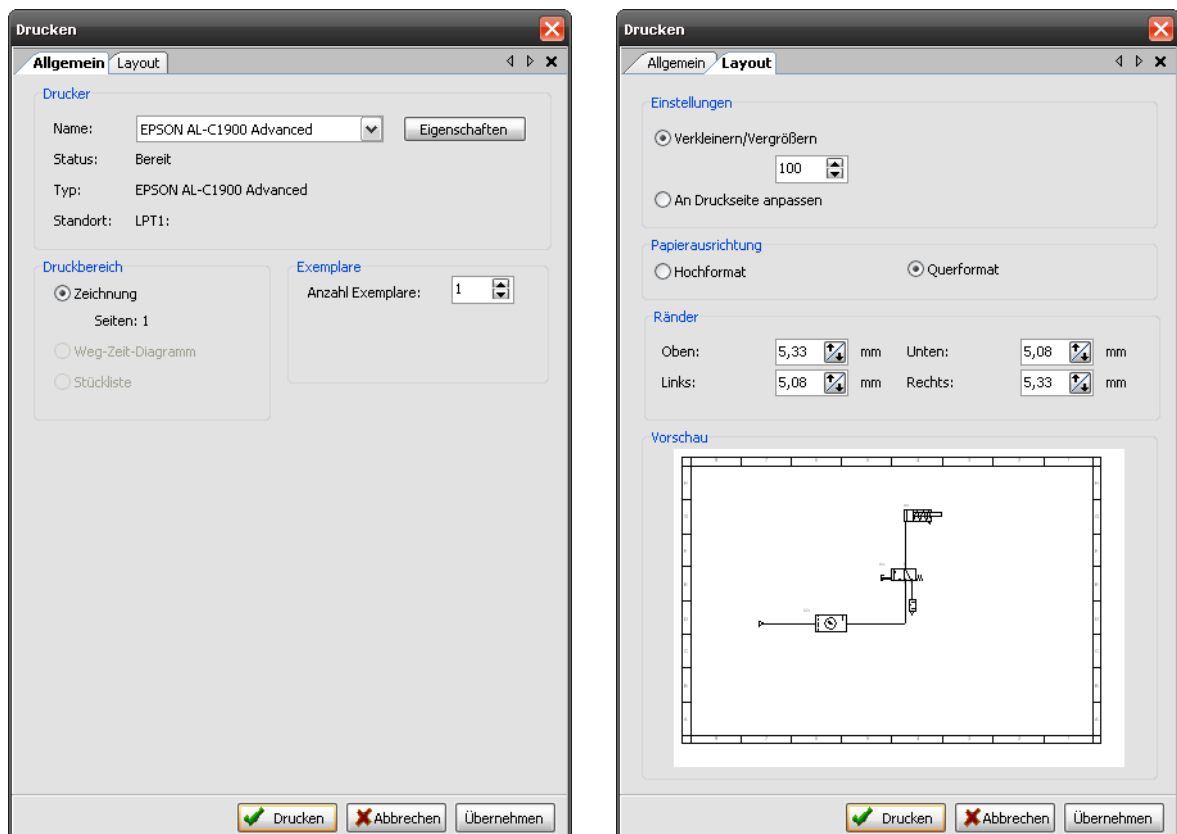 Drucken
Allgemein Layout
Drucker
Name: EPSON AL-C1900 Advanced Eigenschaften
Status: Bereit
Typ: EPSON AL-C1900 Advanced
Standort: LPT1:
Druckbereich
Zeichnung
Seiten: 1
Weg-Zeit-Diagramm
Stückliste
Exemplare
Anzahl Exemplare: 1
Drucken Abbrechen Übernehmen
Drucken
Allgemein Layout
Einstellungen
Verkleinern/Vergrößern
100
An Druckseite anpassen
Papierausrichtung
Hochformat Querformat
Ränder
Oben: 5,33 mm Unten: 5,08 mm
Links: 5,08 mm Rechts: 5,33 mm
Vorschau
Drucken Abbrechen Übernehmen